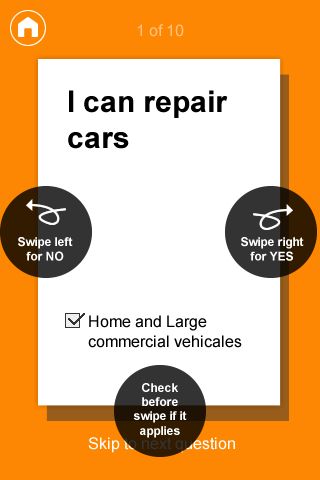 1 of 10
I can repair
cars
Swipe left
for NO
Swipe right
for YES
Home and Large
commercial vehicales
Check
before
swipe if it
applies
Skip to next question